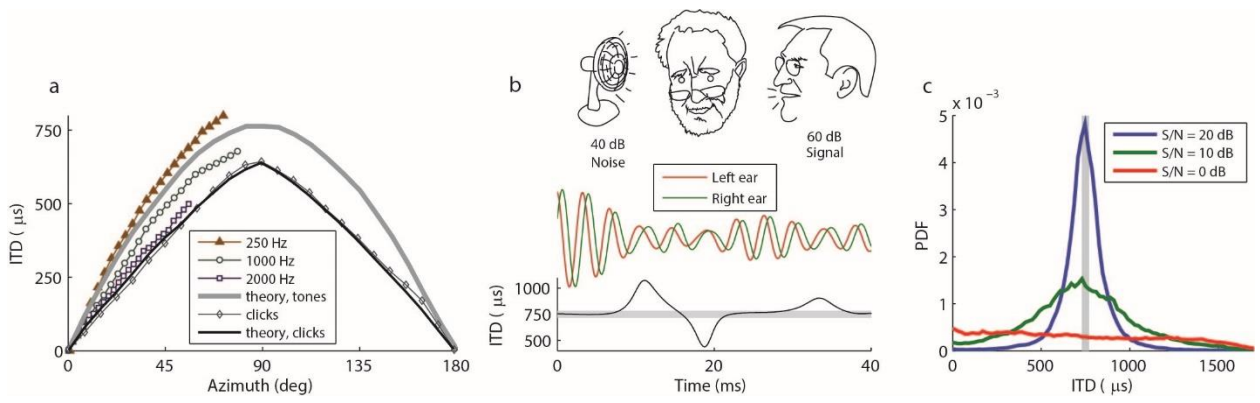 a
ITD ( μs)
750
500
250
0
0
45
90
135
180
Azimuth (deg)
250 Hz
1000 Hz
2000 Hz
theory, tones
clicks
theory, clicks
b
40 dB
Noise
60 dB
Signal
Left ear
Right ear
ITD ( μs)
1000
750
500
0
20
40
Time (ms)
c
x 10⁻³
PDF
5
4
3
2
1
0
0
500
1000
1500
ITD ( μs)
S/N = 20 dB
S/N = 10 dB
S/N = 0 dB